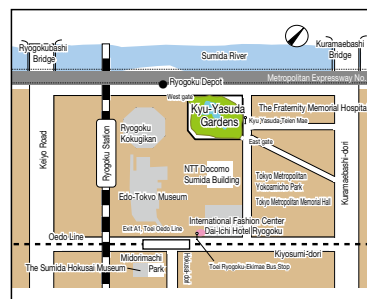 Ryogokubashi
Bridge
Sumida River
Kuramaebashi
Bridge
Metropolitan Expressway No.
Ryogoku Depot
West gate
Kyu-Yasuda
Gardens
The Fraternity Memorial Hospital
Kyu Yasuda-Teien Mae
East gate
Keiyo Road
Ryogoku Station
Ryogoku
Kokugikan
NTT Docomo
Sumida Building
Edo-Tokyo Museum
Tokyo Metropolitan
Yokoamicho Park
Tokyo Metropolitan Memorial Hall
Kuramaebashi-dori
International Fashion Center
Dai-Ichi Hotel Ryogoku
Exit A1, Toei Oedo Line
Oedo Line
Kiyosumi-dori
Toei Ryogoku-Ekimae Bus Stop
Midorimachi
Park
The Sumida Hokusai Museum
Hokusai-dori